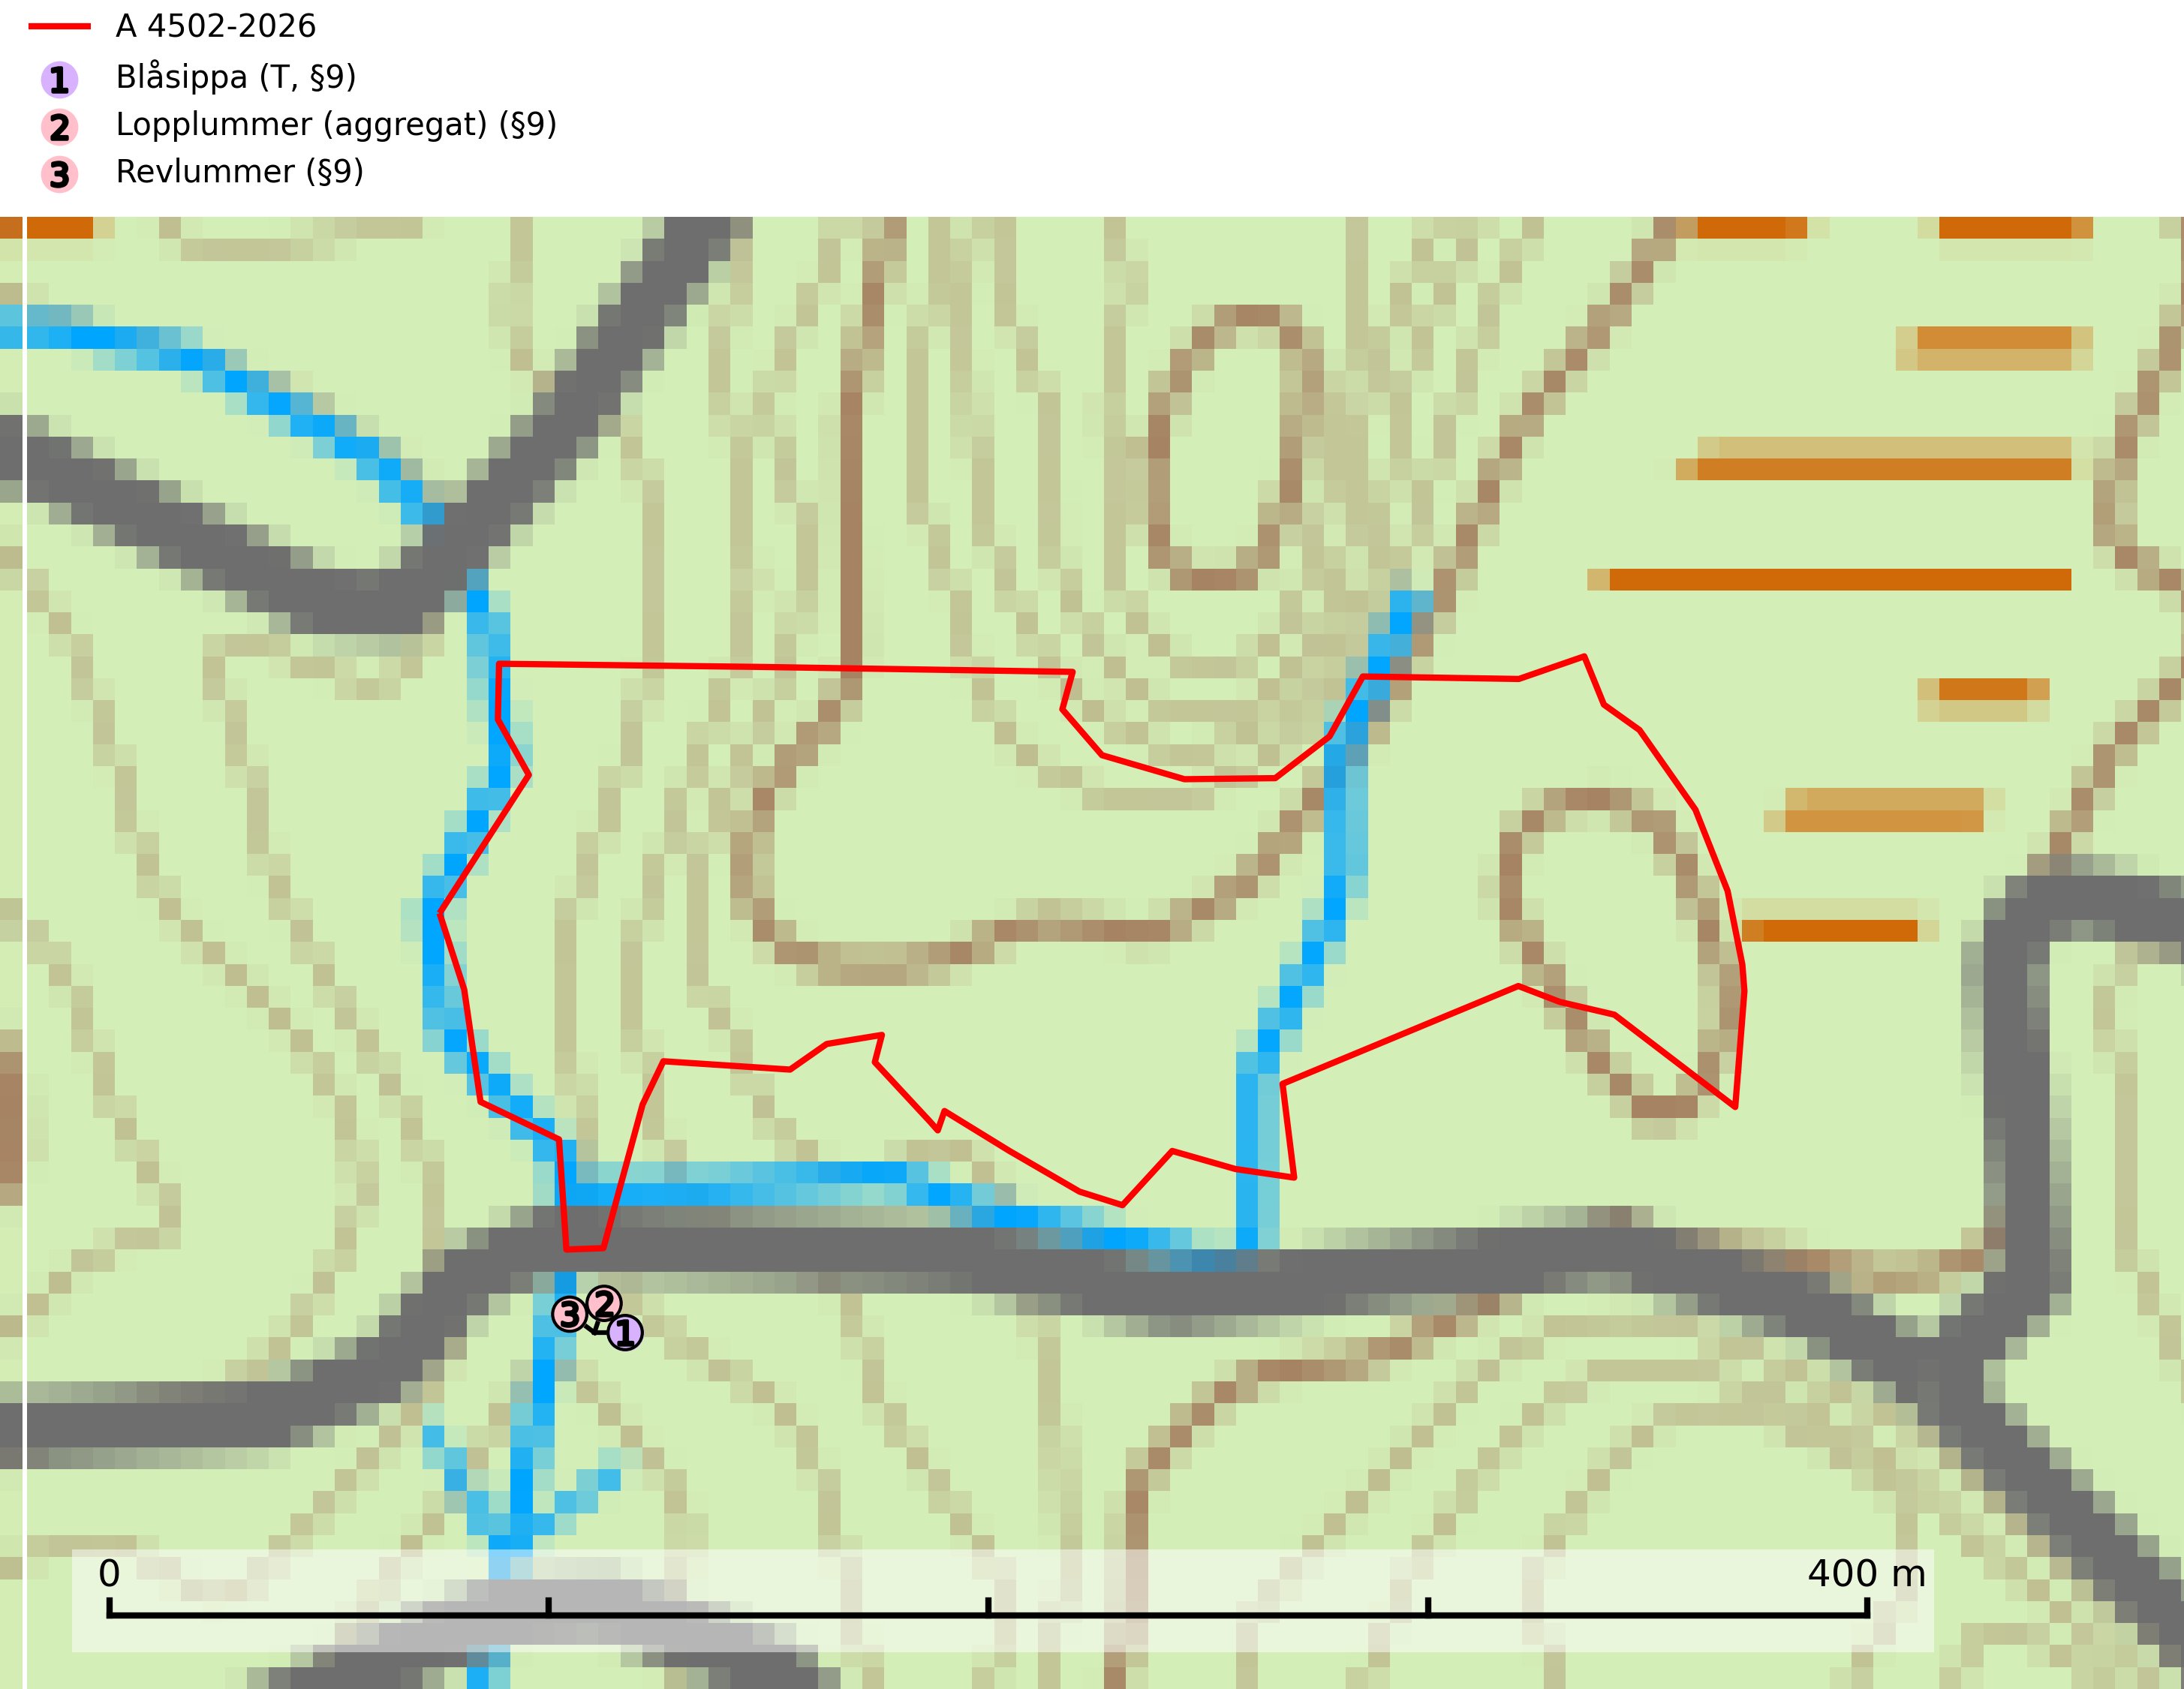 A 4502-2026
1 Blåsippa (T, §9)
2 Lopplummer (aggregat) (§9)
3 Revlummer (§9)
3 2 1
0 400 m